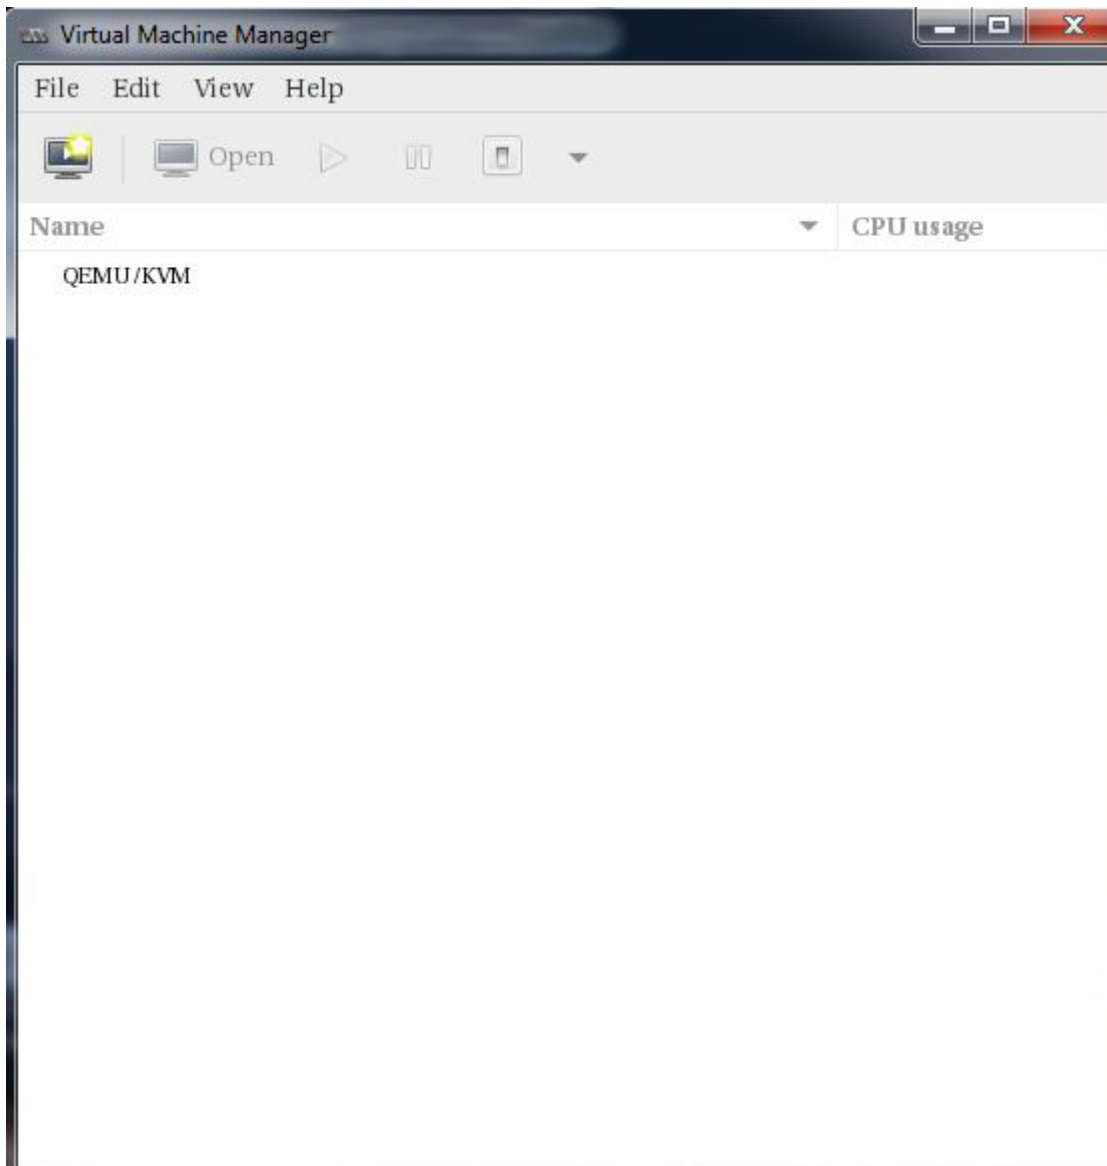 Virtual Machine Manager
File Edit View Help
Open
Name CPU usage
QEMU/KVM